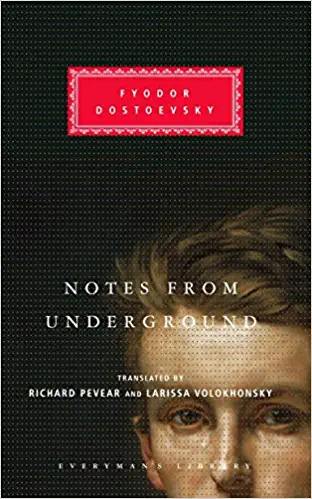 FYODOR
DOSTOEVSKY
NOTES FROM
UNDERGROUND
TRANSLATED BY
RICHARD PEVEAR AND LARISSA VOLOKHONSKY
EVERYMAN'S LIBRARY